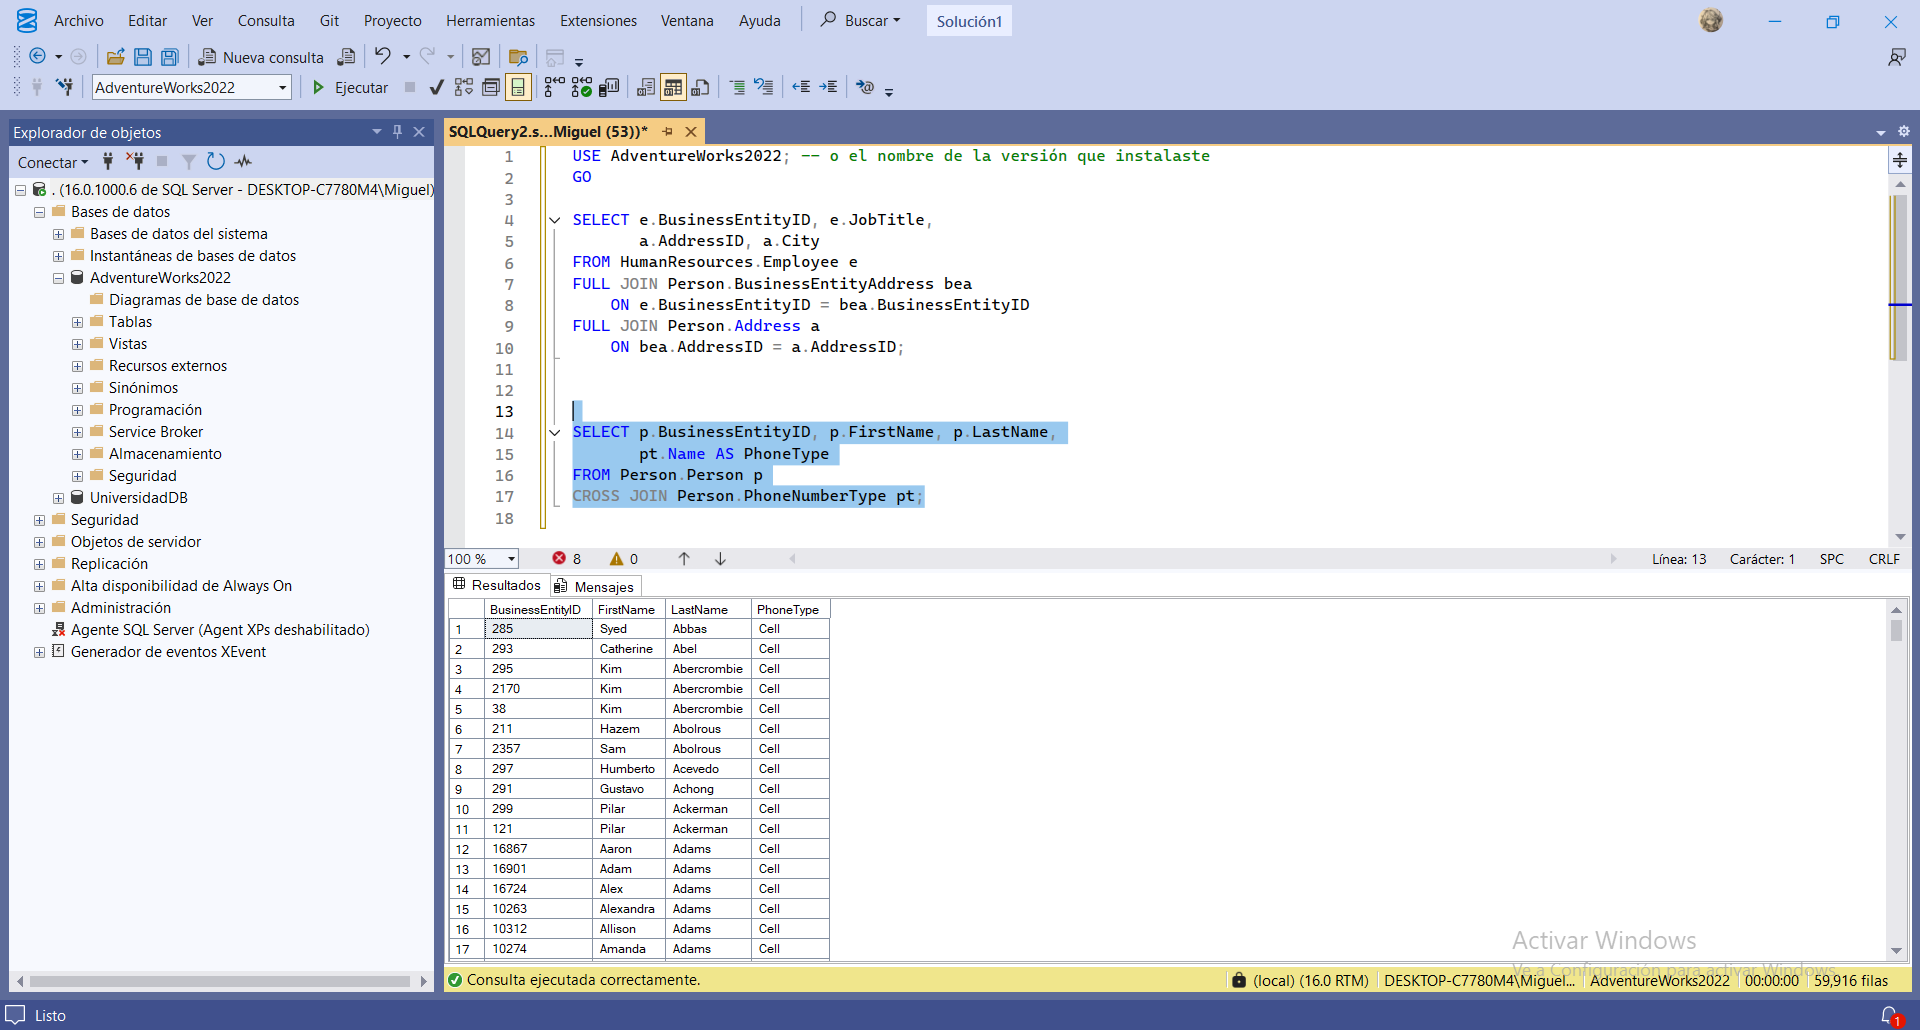 Archivo Editar Ver Consulta Git Proyecto Herramientas Extensiones Ventana Ayuda Buscar Solución1
Nueva consulta
AdventureWorks2022 Ejecutar
Explorador de objetos
Conectar
. (16.0.1000.6 de SQL Server - DESKTOP-C7780M4\Miguel)
Bases de datos
Bases de datos del sistema
Instantáneas de bases de datos
AdventureWorks2022
Diagramas de base de datos
Tablas
Vistas
Recursos externos
Sinónimos
Programación
Service Broker
Almacenamiento
Seguridad
UniversidadDB
Seguridad
Objetos de servidor
Replicación
Alta disponibilidad de Always On
Administración
Agente SQL Server (Agent XPs deshabilitado)
Generador de eventos XEvent
SQLQuery2.s...Miguel (53))*
1 USE AdventureWorks2022; -- o el nombre de la versión que instalaste
2 GO
3
4 SELECT e.BusinessEntityID, e.JobTitle,
5 a.AddressID, a.City
6 FROM HumanResources.Employee e
7 FULL JOIN Person.BusinessEntityAddress bea
8 ON e.BusinessEntityID = bea.BusinessEntityID
9 FULL JOIN Person.Address a
10 ON bea.AddressID = a.AddressID;
11
12
13
14 SELECT p.BusinessEntityID, p.FirstName, p.LastName,
15 pt.Name AS PhoneType
16 FROM Person.Person p
17 CROSS JOIN Person.PhoneNumberType pt;
18
100 % 8 0 Línea: 13 Carácter: 1 SPC CRLF
Resultados Mensajes
BusinessEntityID FirstName LastName PhoneType
1 285 Syed Abbas Cell
2 293 Catherine Abel Cell
3 295 Kim Abercrombie Cell
4 2170 Kim Abercrombie Cell
5 38 Kim Abercrombie Cell
6 211 Hazem Abolrous Cell
7 2357 Sam Abolrous Cell
8 297 Humberto Acevedo Cell
9 291 Gustavo Achong Cell
10 299 Pilar Ackerman Cell
11 121 Pilar Ackerman Cell
12 16867 Aaron Adams Cell
13 16901 Adam Adams Cell
14 16724 Alex Adams Cell
15 10263 Alexandra Adams Cell
16 10312 Allison Adams Cell
17 10274 Amanda Adams Cell
Activar Windows
Ve a Configuración para activar Windows.
Consulta ejecutada correctamente. (local) (16.0 RTM) DESKTOP-C7780M4\Miguel... AdventureWorks2022 00:00:00 59,916 filas
Listo 1